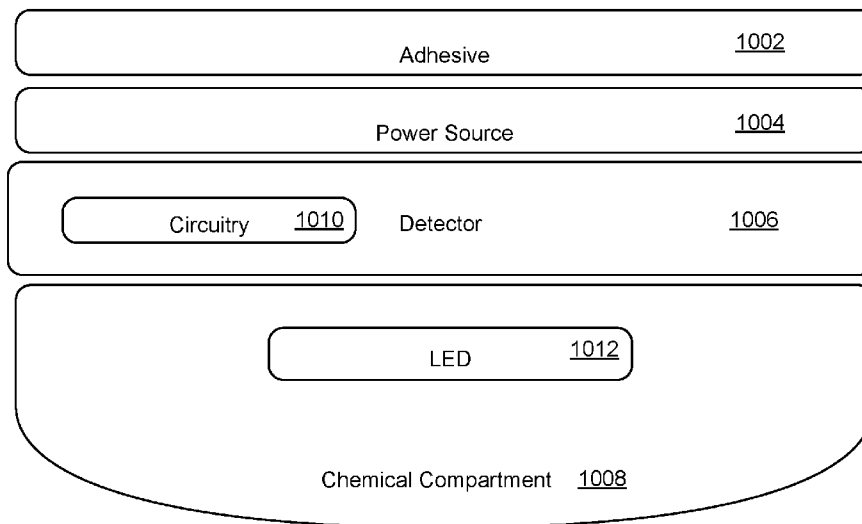 Adhesive 1002
Power Source 1004
Circuitry 1010 Detector 1006
LED 1012
Chemical Compartment 1008